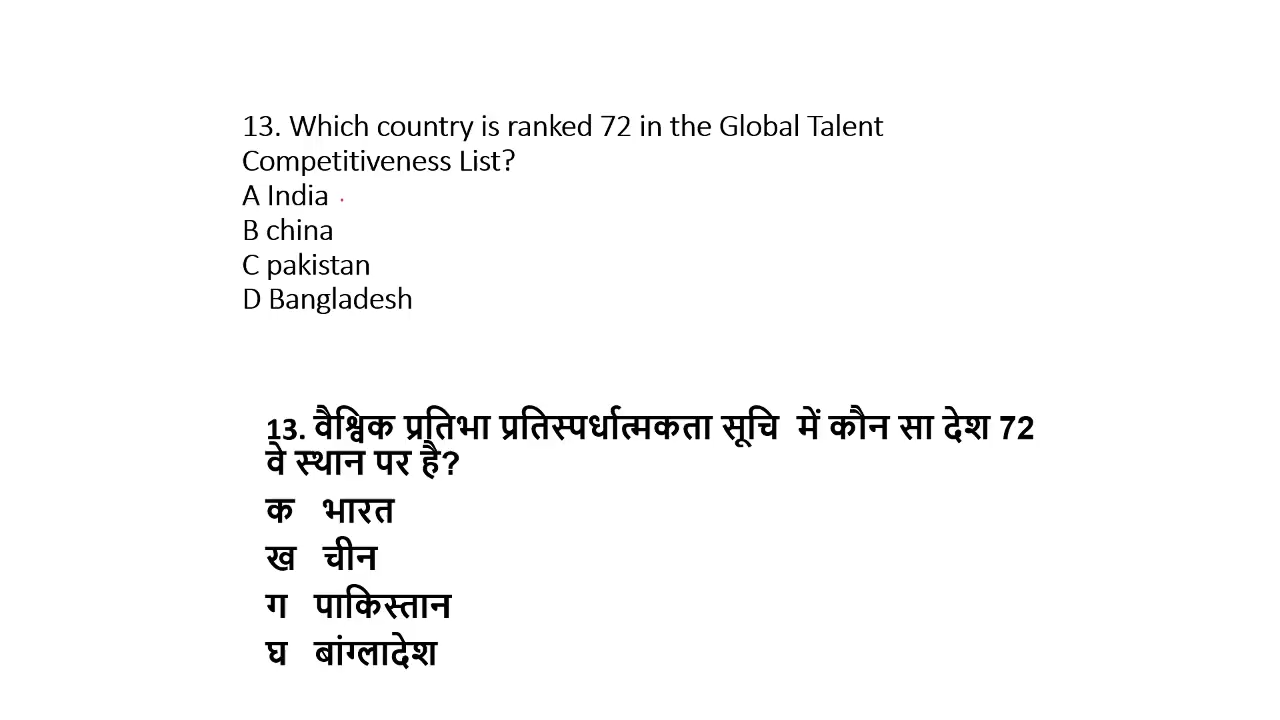 13. Which country is ranked 72 in the Global Talent
Competitiveness List?
A India
B china
C pakistan
D Bangladesh
13. वैश्विक प्रतिभा प्रतिस्पर्धात्मकता सूचि में कौन सा देश 72
वे स्थान पर है?
क भारत
ख चीन
ग पाकिस्तान
घ बांग्लादेश